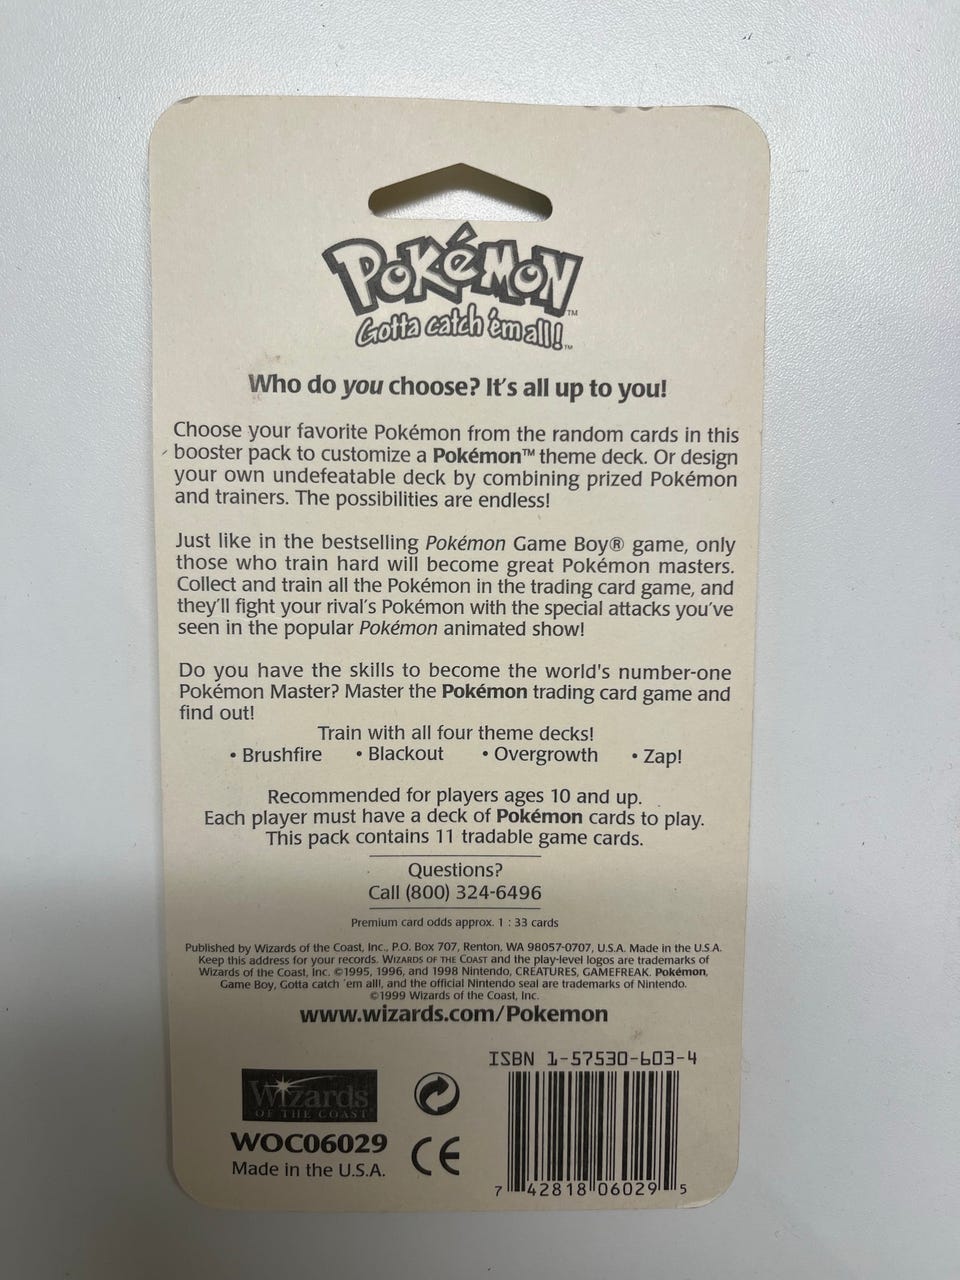 POKéMON™
Gotta catch 'em all!™
Who do you choose? It's all up to you!
Choose your favorite Pokémon from the random cards in this
booster pack to customize a Pokémon™ theme deck. Or design
your own undefeatable deck by combining prized Pokémon
and trainers. The possibilities are endless!
Just like in the bestselling Pokémon Game Boy® game, only
those who train hard will become great Pokémon masters.
Collect and train all the Pokémon in the trading card game, and
they'll fight your rival's Pokémon with the special attacks you've
seen in the popular Pokémon animated show!
Do you have the skills to become the world's number-one
Pokémon Master? Master the Pokémon trading card game and
find out!
Train with all four theme decks!
• Brushfire • Blackout • Overgrowth • Zap!
Recommended for players ages 10 and up.
Each player must have a deck of Pokémon cards to play.
This pack contains 11 tradable game cards.
Questions?
Call (800) 324-6496
Premium card odds approx. 1 : 33 cards
Published by Wizards of the Coast, Inc., P.O. Box 707, Renton, WA 98057-0707, U.S.A. Made in the U.S.A.
Keep this address for your records. WIZARDS OF THE COAST and the play-level logos are trademarks of
Wizards of the Coast, Inc. ©1995, 1996, and 1998 Nintendo, CREATURES, GAMEFREAK. Pokémon,
Game Boy, Gotta catch 'em all!, and the official Nintendo seal are trademarks of Nintendo.
©1999 Wizards of the Coast, Inc.
www.wizards.com/Pokemon
ISBN 1-57530-603-4
Wizards
OF THE COAST®
WOC06029
Made in the U.S.A.
CE
7 42818 06029 5